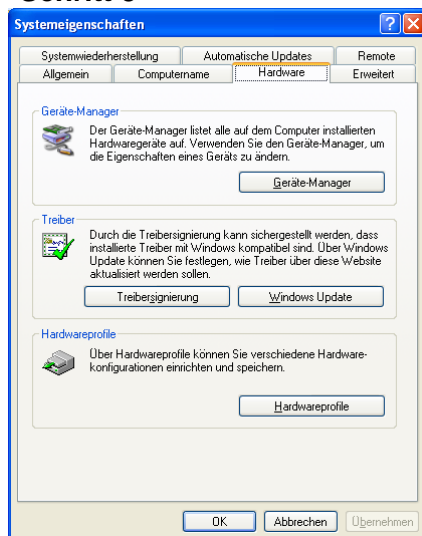 Systemeigenschaften
Systemwiederherstellung Automatische Updates Remote
Allgemein Computername Hardware Erweitert
Geräte-Manager
Der Geräte-Manager listet alle auf dem Computer installierten
Hardwaregeräte auf. Verwenden Sie den Geräte-Manager, um
die Eigenschaften eines Geräts zu ändern.
Geräte-Manager
Treiber
Durch die Treibersignierung kann sichergestellt werden, dass
installierte Treiber mit Windows kompatibel sind. Über Windows
Update können Sie festlegen, wie Treiber über diese Website
aktualisiert werden sollen.
Treibersignierung Windows Update
Hardwareprofile
Über Hardwareprofile können Sie verschiedene Hardware-
konfigurationen einrichten und speichern.
Hardwareprofile
OK Abbrechen Übernehmen